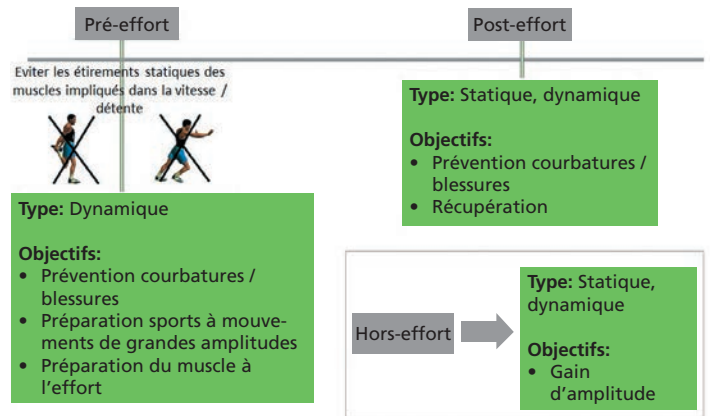 Pré-effort
Eviter les étirements statiques des
muscles impliqués dans la vitesse /
détente
Type: Dynamique
Objectifs:
• Prévention courbatures /
blessures
• Préparation sports à mouve-
ments de grandes amplitudes
• Préparation du muscle à
l’effort
Post-effort
Type: Statique, dynamique
Objectifs:
• Prévention courbatures /
blessures
• Récupération
Hors-effort
Type: Statique,
dynamique
Objectifs:
• Gain
d’amplitude